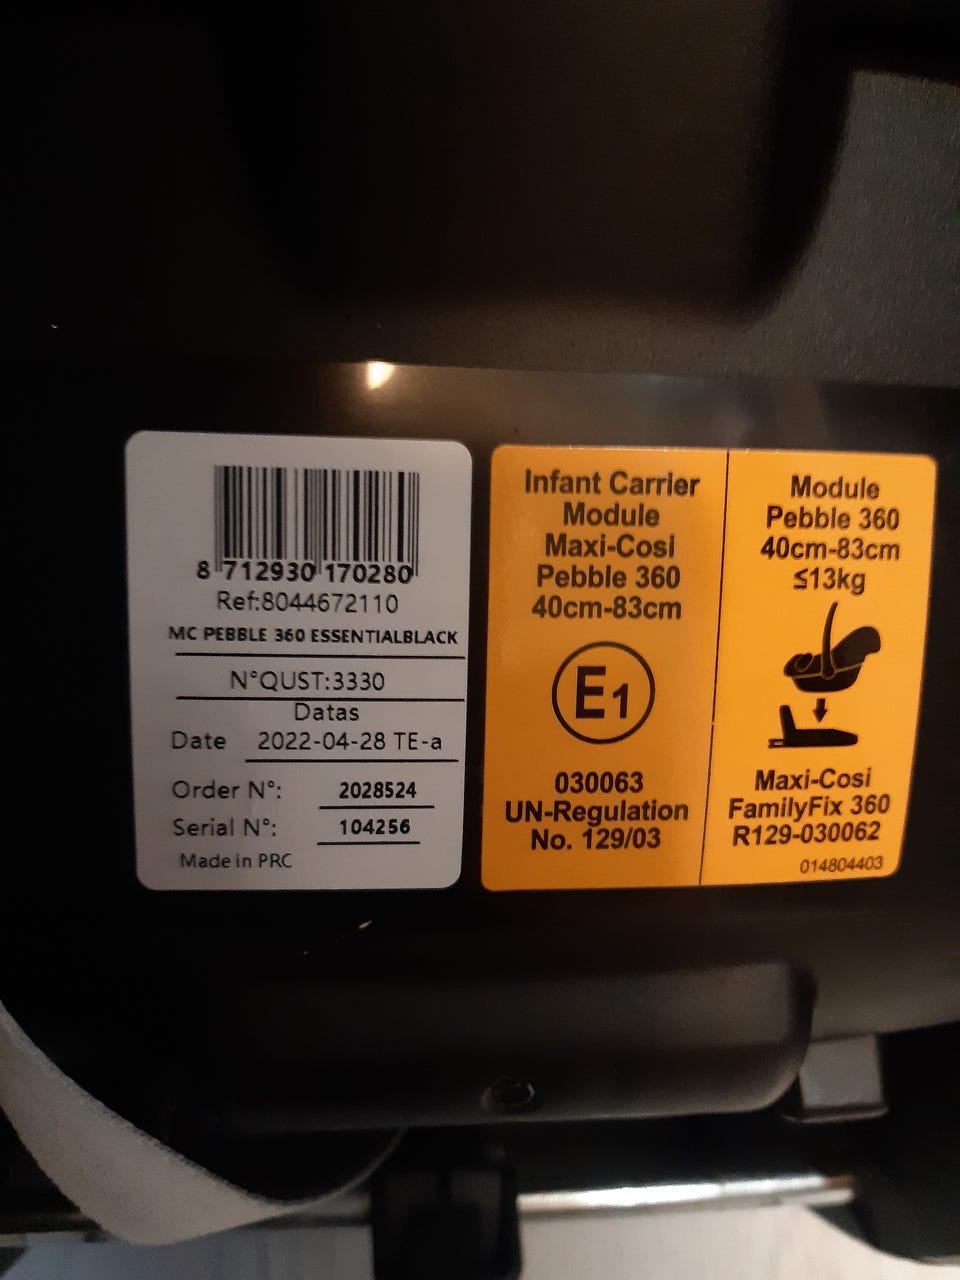 8 712930 170280
Ref:8044672110
MC PEBBLE 360 ESSENTIALBLACK
N°QUST:3330
Datas
Date 2022-04-28 TE-a
Order N°: 2028524
Serial N°: 104256
Made in PRC
Infant Carrier
Module
Maxi-Cosi
Pebble 360
40cm-83cm
E1
030063
UN-Regulation
No. 129/03
Module
Pebble 360
40cm-83cm
≤13kg
Maxi-Cosi
FamilyFix 360
R129-030062
014804403